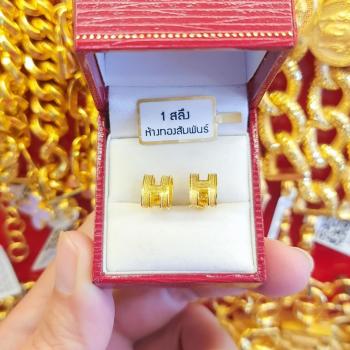 1 สลึง
ห้างทองสัมพันธ์